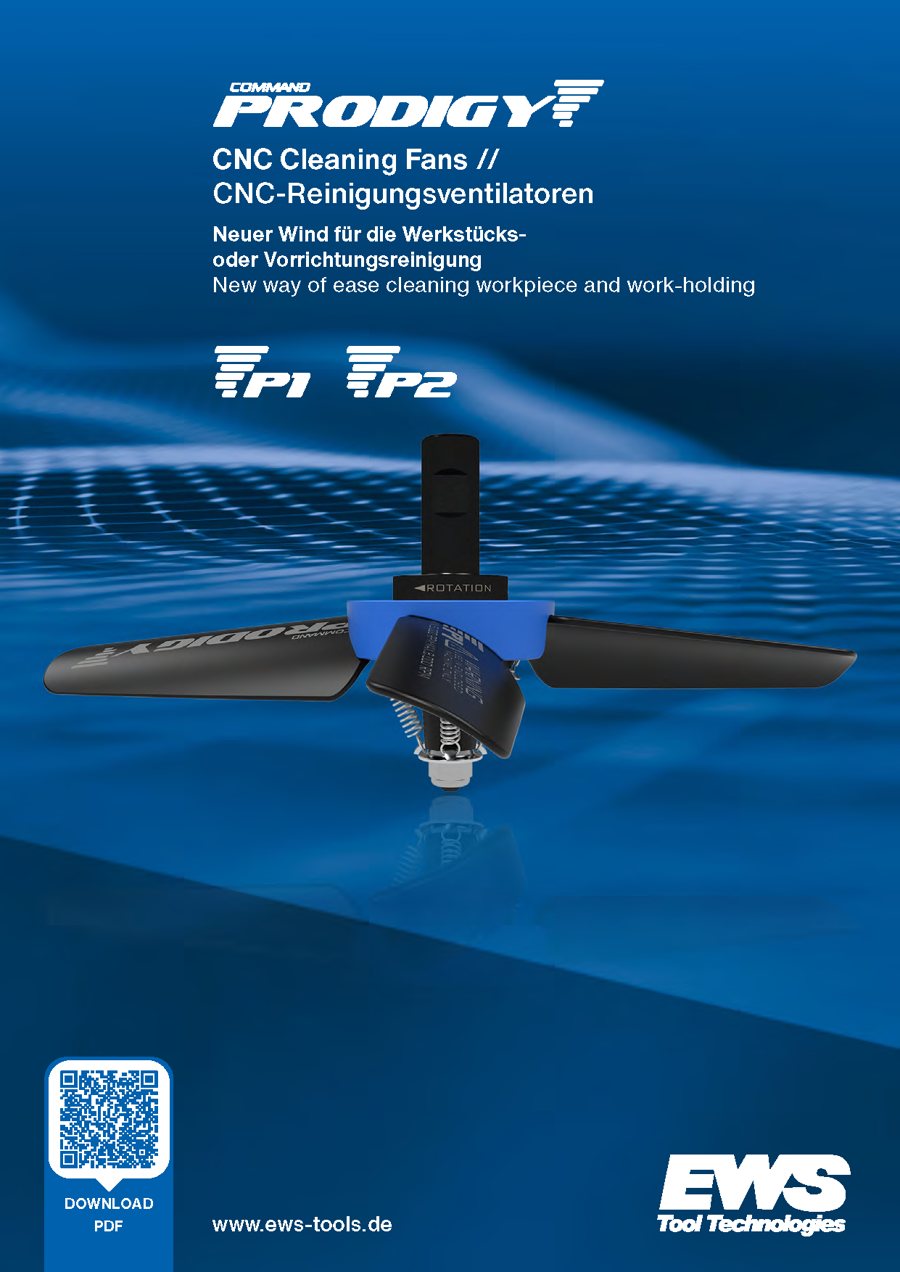 COMMAND
PRODIGY
CNC Cleaning Fans //
CNC-Reinigungsventilatoren
Neuer Wind für die Werkstücks-
oder Vorrichtungsreinigung
New way of ease cleaning workpiece and work-holding
P1 P2
ROTATION
COMMAND
PRODIGY
WARNING
DOWNLOAD
PDF
www.ews-tools.de
EWS
Tool Technologies